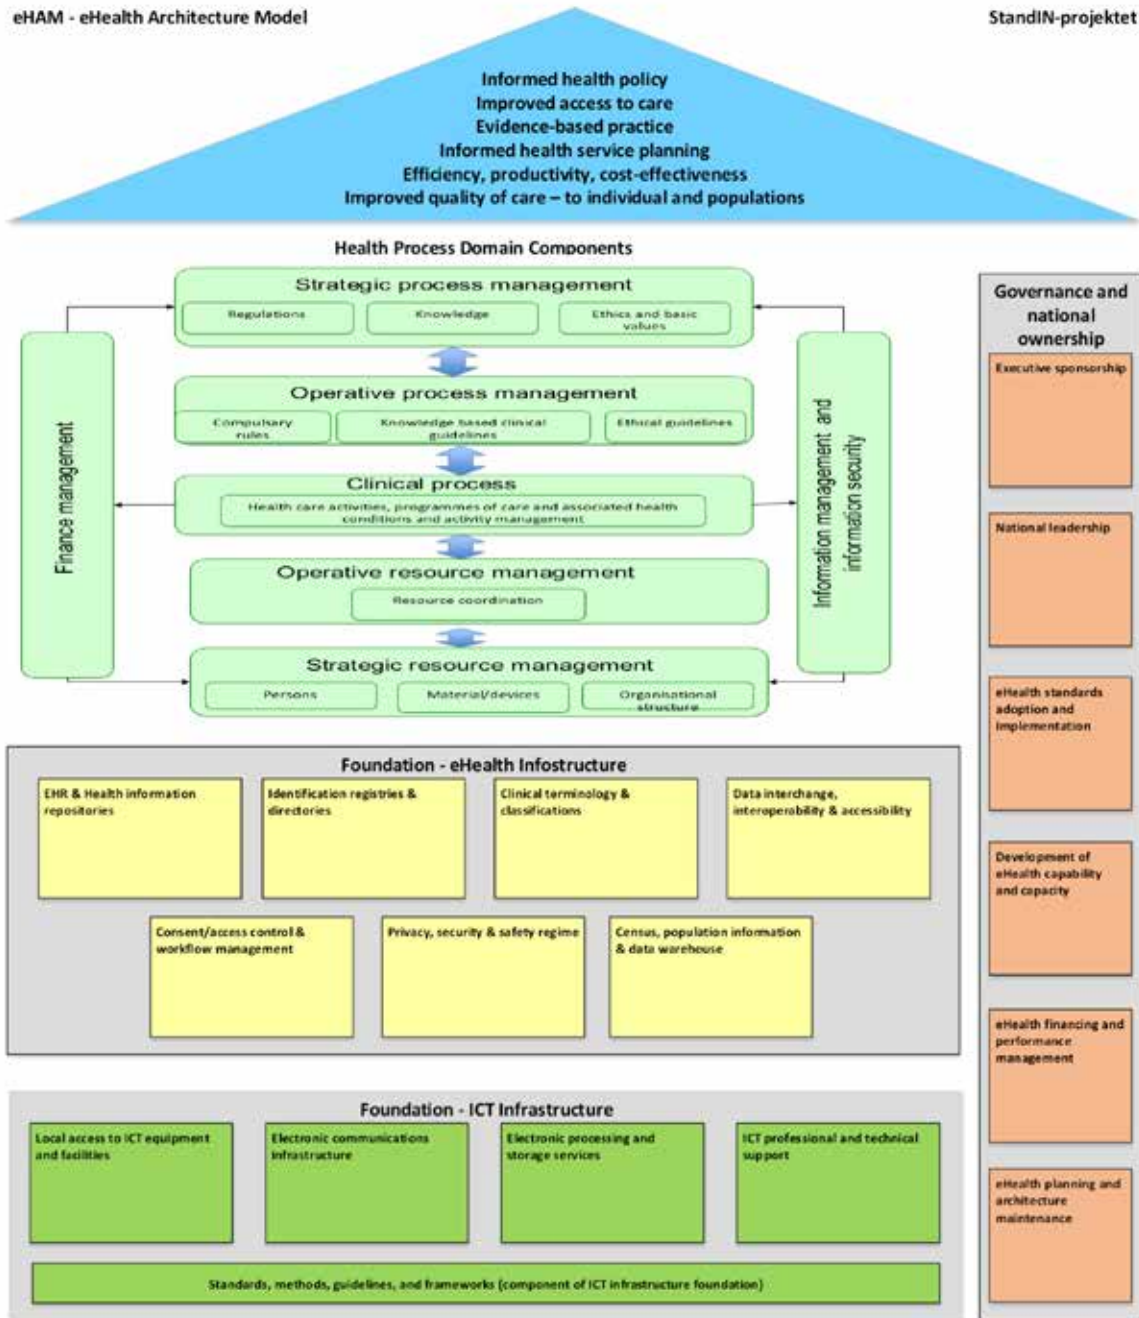 eHAM - eHealth Architecture Model
StandIN-projektet
Informed health policy
Improved access to care
Evidence-based practice
Informed health service planning
Efficiency, productivity, cost-effectiveness
Improved quality of care – to individual and populations
Health Process Domain Components
Strategic process management
Regulations
Knowledge
Ethics and basic
values
Operative process management
Compulsary
rules
Knowledge based clinical
guidelines
Ethical guidelines
Clinical process
Health care activities, programmes of care and associated health
conditions and activity management
Operative resource management
Resource coordination
Strategic resource management
Persons
Material/devices
Organisational
structure
Finance management
Information management and
information security
Governance and
national
ownership
Executive sponsorship
National leadership
eHealth standards
adoption and
implementation
Development of
eHealth capability
and capacity
eHealth financing and
performance
management
eHealth planning and
architecture
maintenance
Foundation - eHealth Infostructure
EHR & Health information
repositories
Identification registries &
directories
Clinical terminology &
classifications
Data interchange,
interoperability & accessibility
Consent/access control &
workflow management
Privacy, security & safety regime
Census, population information
& data warehouse
Foundation - ICT Infrastructure
Local access to ICT equipment
and facilities
Electronic communications
infrastructure
Electronic processing and
storage services
ICT professional and technical
support
Standards, methods, guidelines, and frameworks (component of ICT infrastructure foundation)